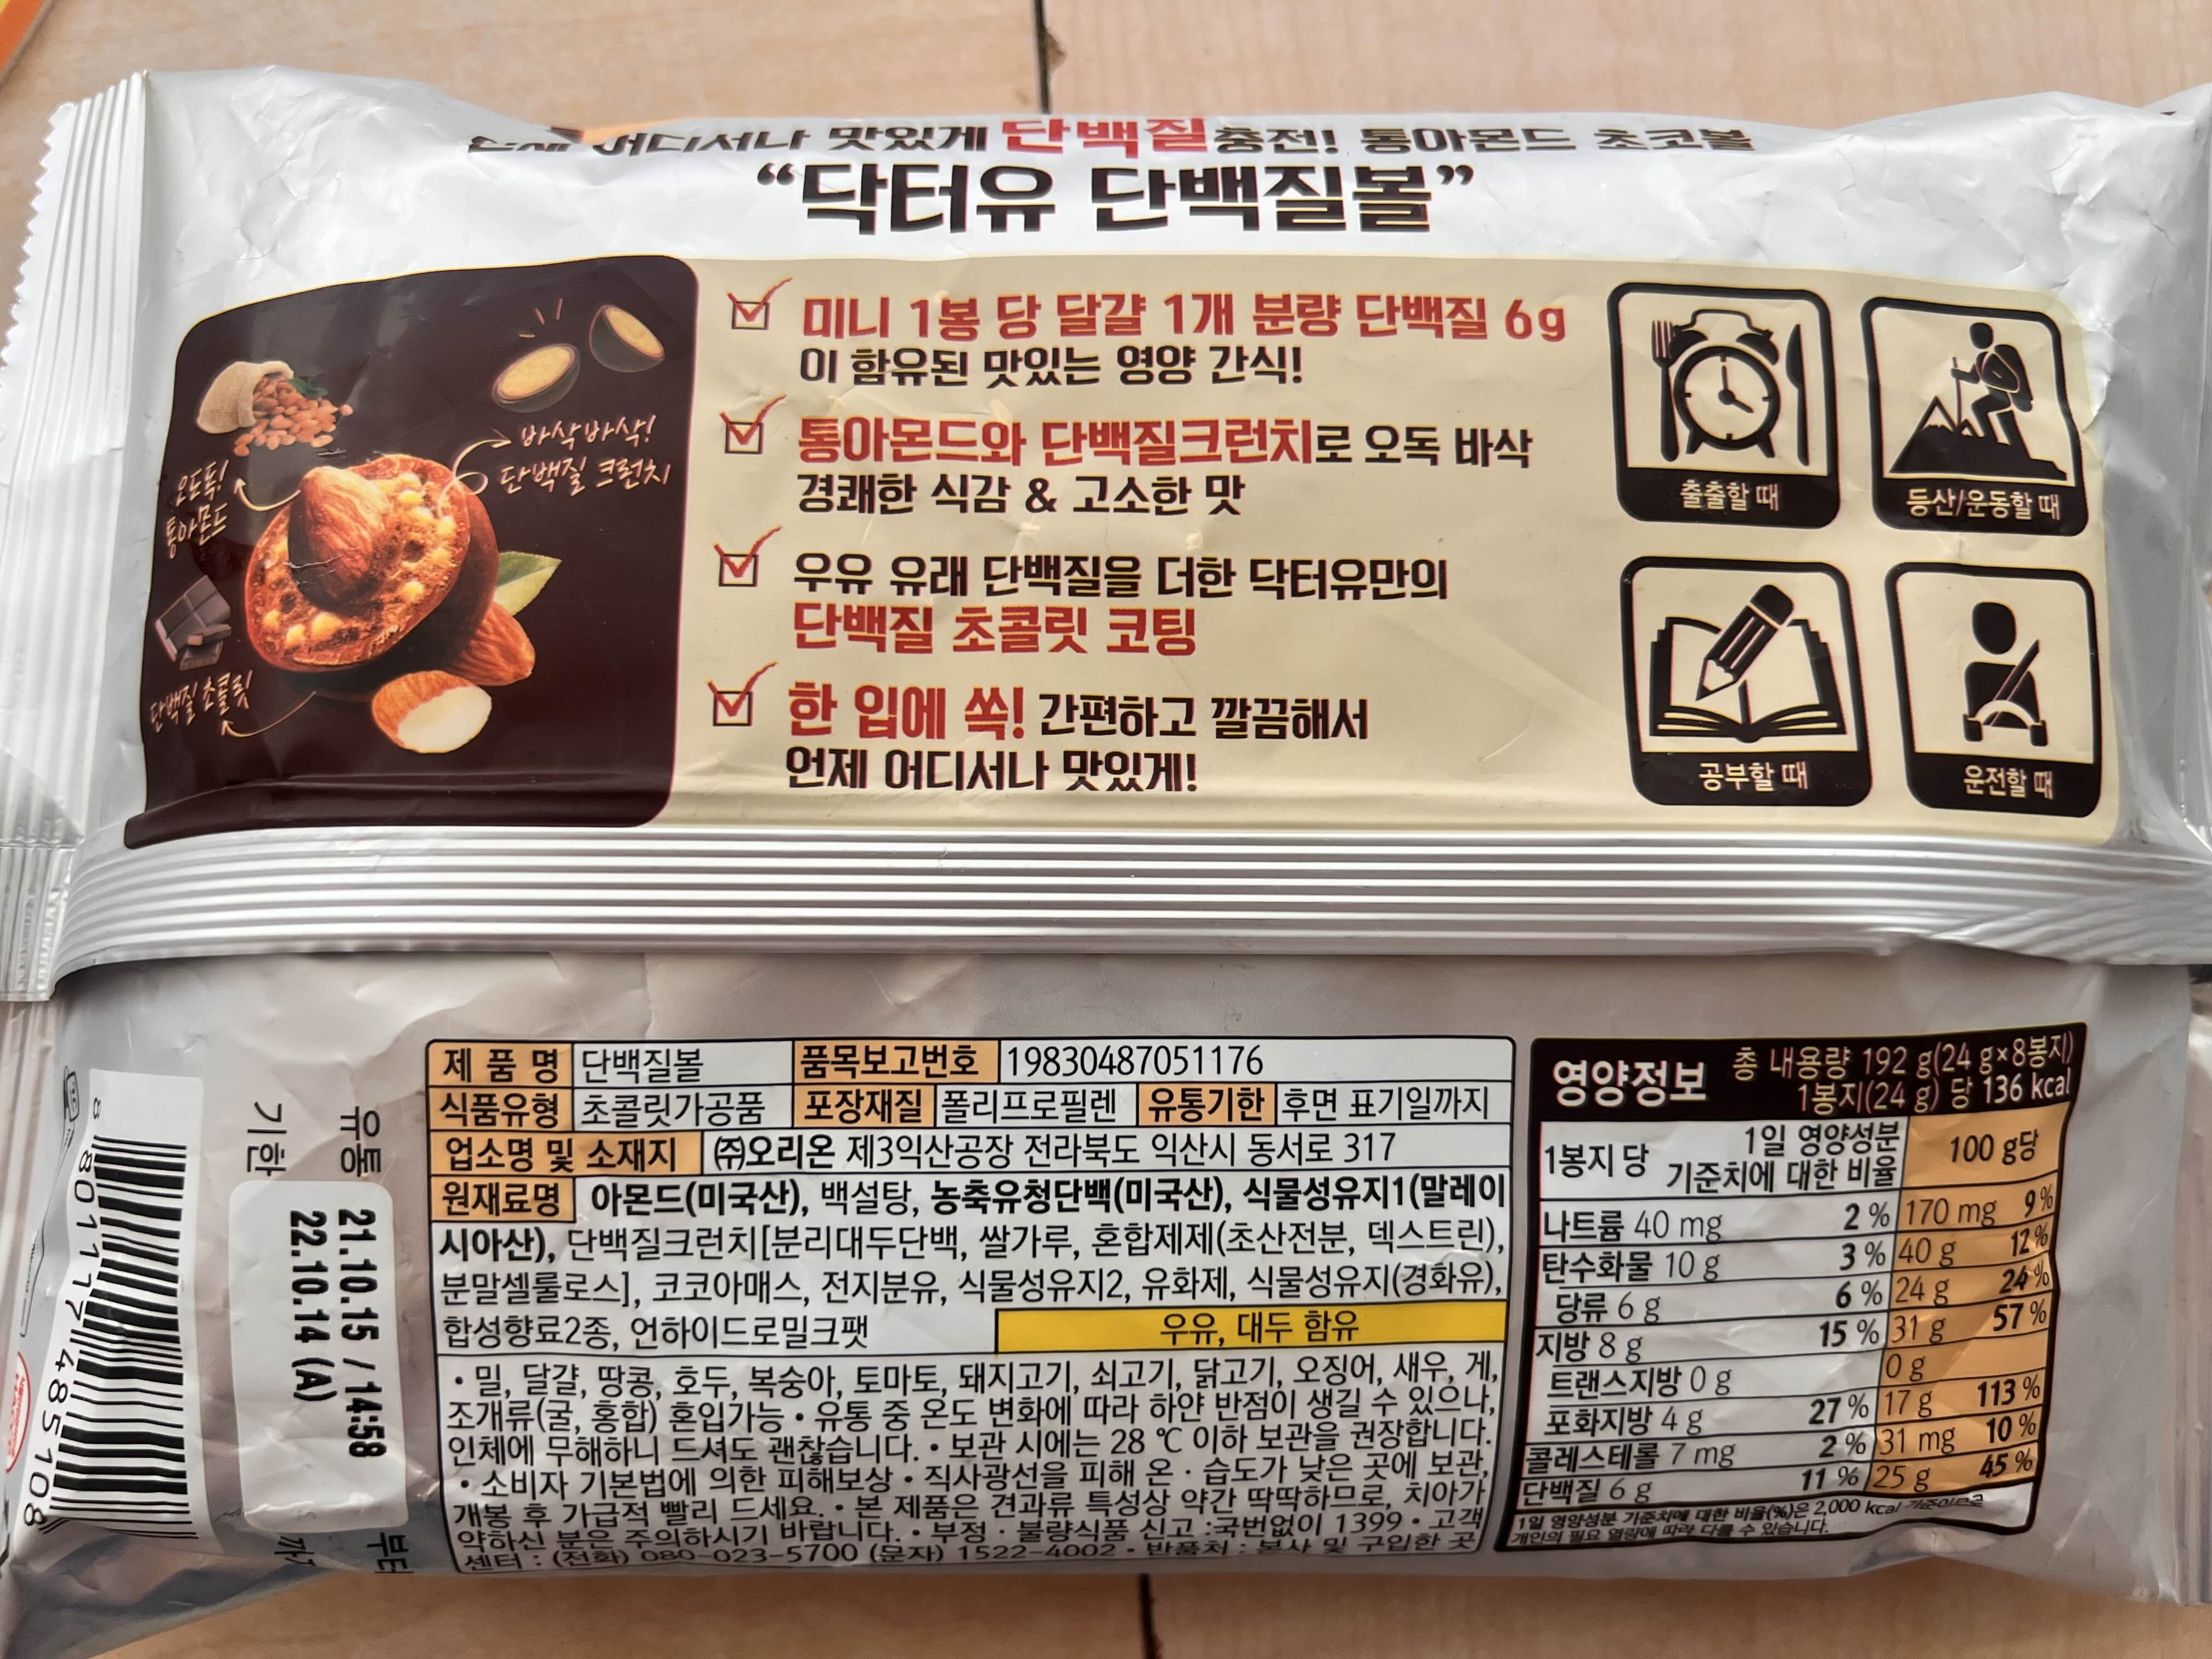 어디서나 맛있게 단백질충전! 통아몬드 초코볼
“닥터유 단백질볼”
바삭바삭!
단백질 크런치
오도독!
통아몬드
단백질 초콜릿
미니 1봉 당 달걀 1개 분량 단백질 6g
이 함유된 맛있는 영양 간식!
통아몬드와 단백질크런치로 오독 바삭
경쾌한 식감 & 고소한 맛
우유 유래 단백질을 더한 닥터유만의
단백질 초콜릿 코팅
한 입에 쏙! 간편하고 깔끔해서
언제 어디서나 맛있게!
출출할 때
등산/운동할 때
공부할 때
운전할 때
8 801117 485108
유통
기한
21.10.15 / 14:58
22.10.14 (A)
부터
까지
제 품 명 단백질볼 품목보고번호 19830487051176
식품유형 초콜릿가공품 포장재질 폴리프로필렌 유통기한 후면 표기일까지
업소명 및 소재지 ㈜오리온 제3익산공장 전라북도 익산시 동서로 317
원재료명 아몬드(미국산), 백설탕, 농축유청단백(미국산), 식물성유지1(말레이
시아산), 단백질크런치[분리대두단백, 쌀가루, 혼합제제(초산전분, 덱스트린),
분말셀룰로스], 코코아매스, 전지분유, 식물성유지2, 유화제, 식물성유지(경화유),
합성향료2종, 언하이드로밀크팻 우유, 대두 함유
• 밀, 달걀, 땅콩, 호두, 복숭아, 토마토, 돼지고기, 쇠고기, 닭고기, 오징어, 새우, 게,
조개류(굴, 홍합) 혼입가능 • 유통 중 온도 변화에 따라 하얀 반점이 생길 수 있으나,
인체에 무해하니 드셔도 괜찮습니다. • 보관 시에는 28 ℃ 이하 보관을 권장합니다.
• 소비자 기본법에 의한 피해보상 • 직사광선을 피해 온 · 습도가 낮은 곳에 보관,
개봉 후 가급적 빨리 드세요. • 본 제품은 견과류 특성상 약간 딱딱하므로, 치아가
약하신 분은 주의하시기 바랍니다. • 부정 · 불량식품 신고 :국번없이 1399 • 고객
센터 : (전화) 080-023-5700 (문자) 1522-4002 • 반품처 : 본사 및 구입한 곳
영양정보 총 내용량 192 g(24 g×8봉지)
1봉지(24 g) 당 136 kcal
1봉지 당 1일 영양성분 기준치에 대한 비율 100 g당
나트륨 40 mg 2 % 170 mg 9 %
탄수화물 10 g 3 % 40 g 12 %
당류 6 g 6 % 24 g 24 %
지방 8 g 15 % 31 g 57 %
트랜스지방 0 g 0 g
포화지방 4 g 27 % 17 g 113 %
콜레스테롤 7 mg 2 % 31 mg 10 %
단백질 6 g 11 % 25 g 45 %
1일 영양성분 기준치에 대한 비율(%)은 2,000 kcal 기준이므로
개인의 필요 열량에 따라 다를 수 있습니다.